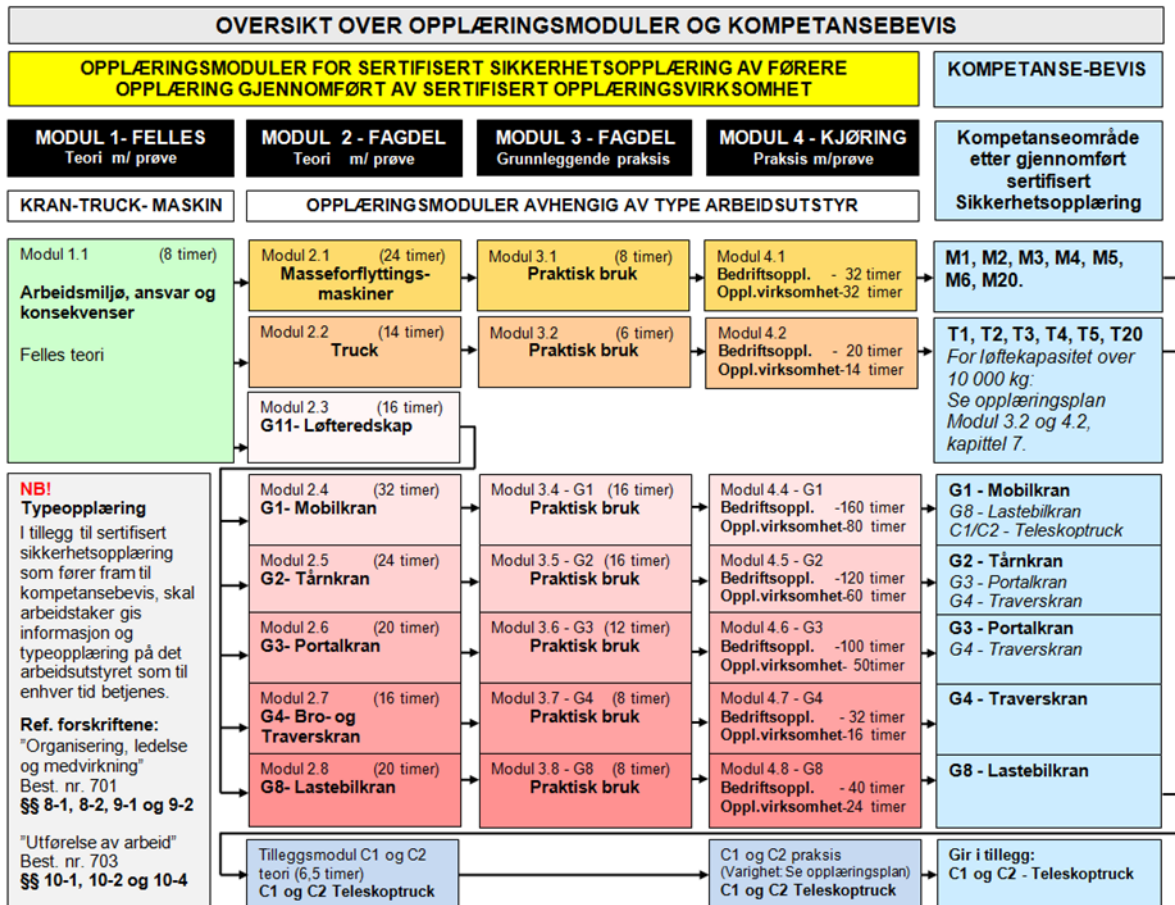 OVERSIKT OVER OPPLÆRINGSMODULER OG KOMPETANSEBEVIS
OPPLÆRINGSMODULER FOR SERTIFISERT SIKKERHETSOPPLÆRING AV FØRERE
OPPLÆRING GJENNOMFØRT AV SERTIFISERT OPPLÆRINGSVIRKSOMHET
KOMPETANSE-BEVIS
MODUL 1- FELLES
Teori m/ prøve
MODUL 2 - FAGDEL
Teori m/ prøve
MODUL 3 - FAGDEL
Grunnleggende praksis
MODUL 4 - KJØRING
Praksis m/prøve
Kompetanseområde
etter gjennomført
sertifisert
Sikkerhetsopplæring
KRAN-TRUCK- MASKIN
OPPLÆRINGSMODULER AVHENGIG AV TYPE ARBEIDSUTSTYR
Modul 1.1 (8 timer)
Arbeidsmiljø, ansvar og
konsekvenser
Felles teori
Modul 2.1 (24 timer)
Masseforflyttings-
maskiner
Modul 3.1 (8 timer)
Praktisk bruk
Modul 4.1
Bedriftsoppl. - 32 timer
Oppl.virksomhet-32 timer
M1, M2, M3, M4, M5,
M6, M20.
Modul 2.2 (14 timer)
Truck
Modul 3.2 (6 timer)
Praktisk bruk
Modul 4.2
Bedriftsoppl. - 20 timer
Oppl.virksomhet-14 timer
T1, T2, T3, T4, T5, T20
For løftekapasitet over
10 000 kg:
Se opplæringsplan
Modul 3.2 og 4.2,
kapittel 7.
Modul 2.3 (16 timer)
G11- Løfteredskap
NB!
Typeopplæring
I tillegg til sertifisert
sikkerhetsopplæring
som fører fram til
kompetansebevis, skal
arbeidstaker gis
informasjon og
typeopplæring på det
arbeidsutstyret som til
enhver tid betjenes.
Ref. forskriftene:
"Organisering, ledelse
og medvirkning"
Best. nr. 701
§§ 8-1, 8-2, 9-1 og 9-2
"Utførelse av arbeid"
Best. nr. 703
§§ 10-1, 10-2 og 10-4
Modul 2.4 (32 timer)
G1- Mobilkran
Modul 3.4 - G1 (16 timer)
Praktisk bruk
Modul 4.4 - G1
Bedriftsoppl. -160 timer
Oppl.virksomhet-80 timer
G1 - Mobilkran
G8 - Lastebilkran
C1/C2 - Teleskoptruck
Modul 2.5 (24 timer)
G2- Tårnkran
Modul 3.5 - G2 (16 timer)
Praktisk bruk
Modul 4.5 - G2
Bedriftsoppl. -120 timer
Oppl.virksomhet-60 timer
G2 - Tårnkran
G3 - Portalkran
G4 - Traverskran
Modul 2.6 (20 timer)
G3- Portalkran
Modul 3.6 - G3 (12 timer)
Praktisk bruk
Modul 4.6 - G3
Bedriftsoppl. -100 timer
Oppl.virksomhet- 50timer
G3 - Portalkran
G4 - Traverskran
Modul 2.7 (16 timer)
G4- Bro- og
Traverskran
Modul 3.7 - G4 (8 timer)
Praktisk bruk
Modul 4.7 - G4
Bedriftsoppl. - 32 timer
Oppl.virksomhet-16 timer
G4 - Traverskran
Modul 2.8 (20 timer)
G8- Lastebilkran
Modul 3.8 - G8 (8 timer)
Praktisk bruk
Modul 4.8 - G8
Bedriftsoppl. - 40 timer
Oppl.virksomhet-24 timer
G8 - Lastebilkran
Tilleggsmodul C1 og C2
teori (6,5 timer)
C1 og C2 Teleskoptruck
C1 og C2 praksis
(Varighet: Se opplæringsplan)
C1 og C2 Teleskoptruck
Gir i tillegg:
C1 og C2 - Teleskoptruck